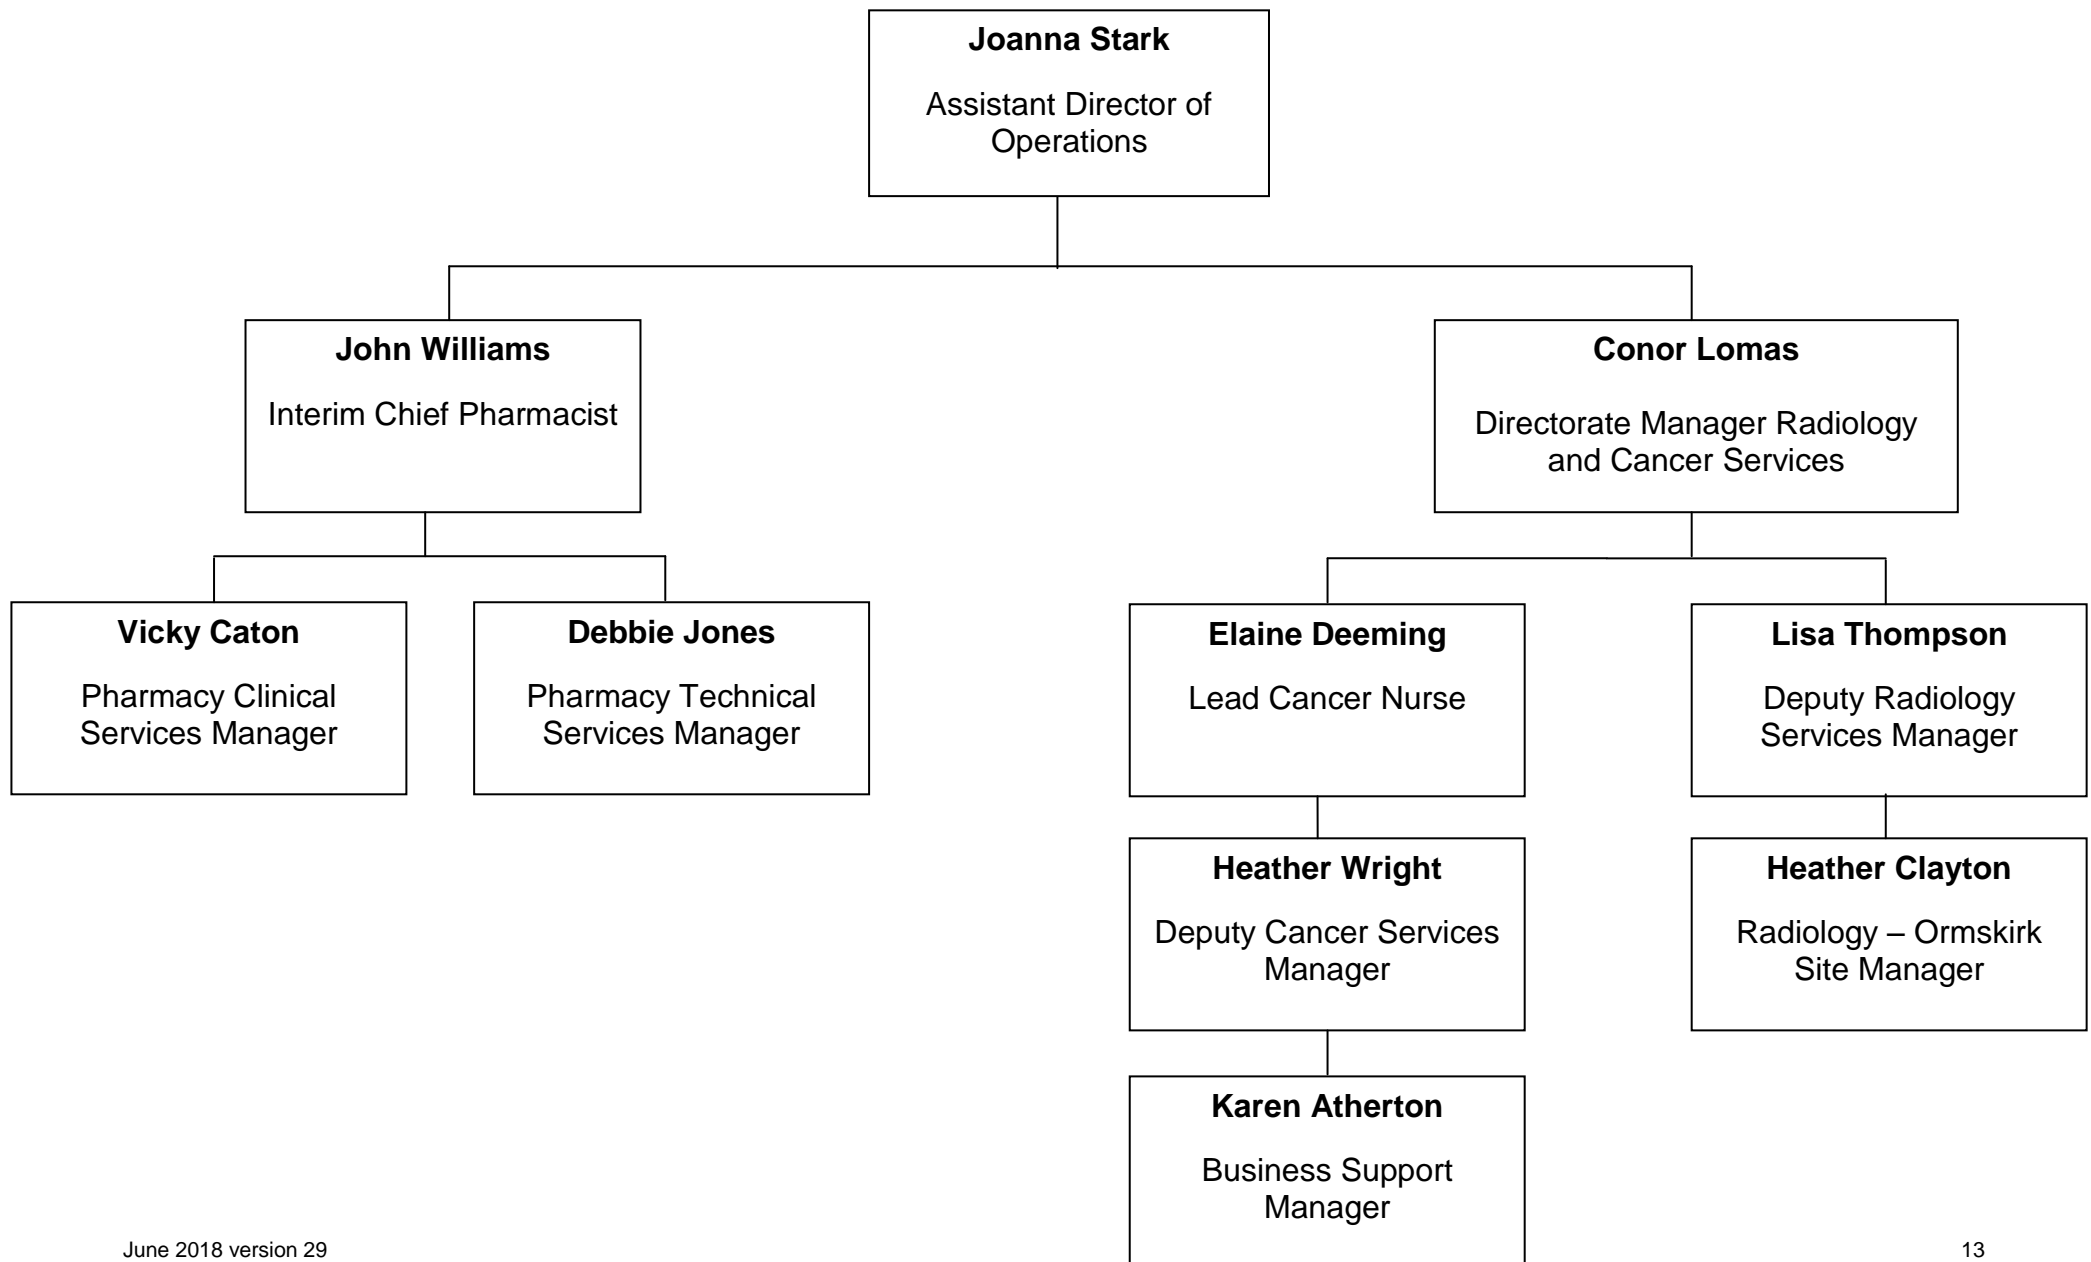 Joanna Stark
Assistant Director of
Operations
John Williams
Interim Chief Pharmacist
Conor Lomas
Directorate Manager Radiology
and Cancer Services
Vicky Caton
Pharmacy Clinical
Services Manager
Debbie Jones
Pharmacy Technical
Services Manager
Elaine Deeming
Lead Cancer Nurse
Lisa Thompson
Deputy Radiology
Services Manager
Heather Wright
Deputy Cancer Services
Manager
Heather Clayton
Radiology – Ormskirk
Site Manager
Karen Atherton
Business Support
Manager
June 2018 version 29
13